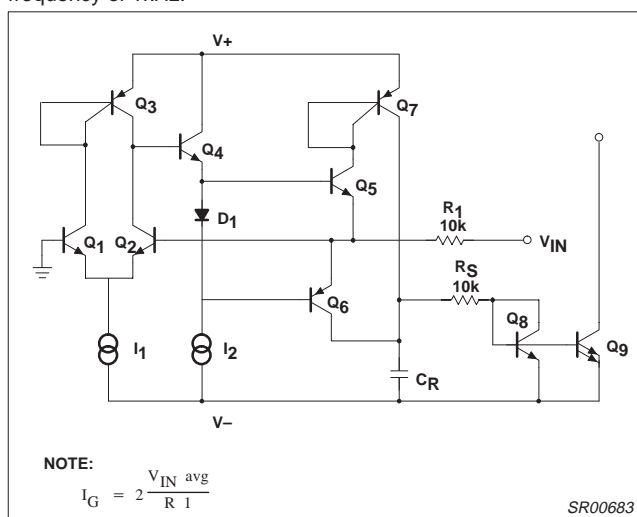 frequency of 1kHz.
V+
Q3
Q7
Q4
Q5
D1
R1
10k
VIN
Q1
Q2
Q6
RS
10k
Q8
Q9
I1
I2
CR
V–
NOTE:
IG = 2 VIN avg
R 1
SR00683